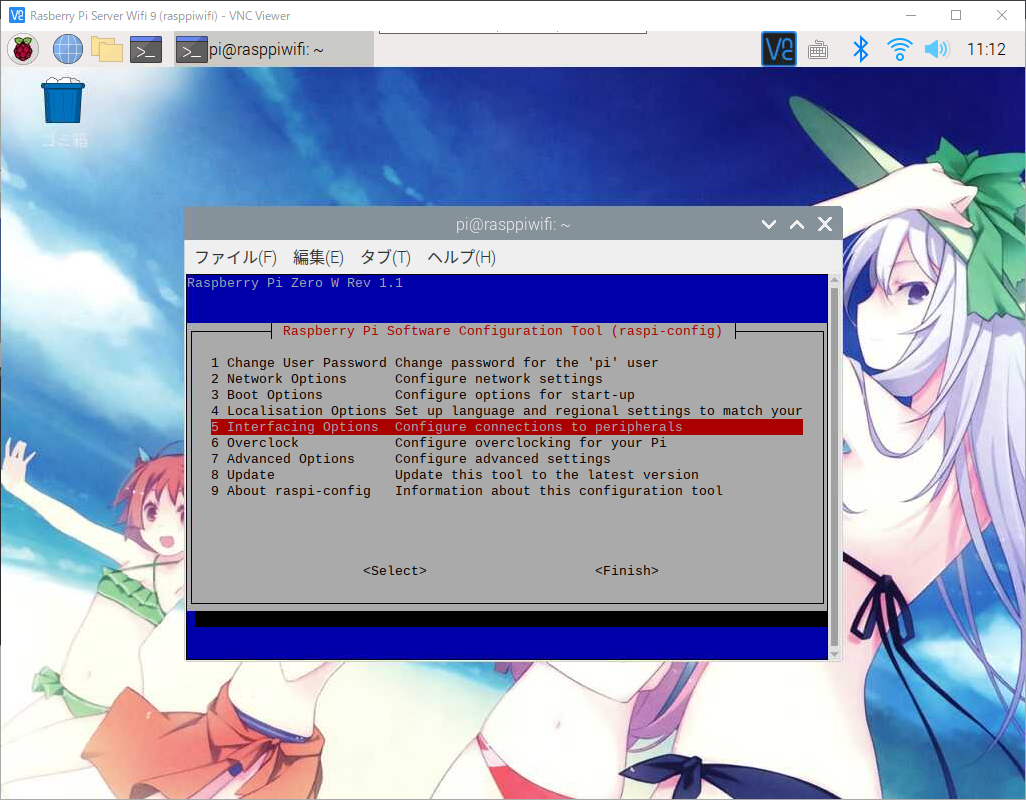 Rasberry Pi Server Wifi 9 (rasppiwifi) - VNC Viewer
pi@rasppiwifi: ~
11:12
ゴミ箱
pi@rasppiwifi: ~
ファイル(F) 編集(E) タブ(T) ヘルプ(H)
Raspberry Pi Zero W Rev 1.1
Raspberry Pi Software Configuration Tool (raspi-config)
1 Change User Password Change password for the 'pi' user
2 Network Options Configure network settings
3 Boot Options Configure options for start-up
4 Localisation Options Set up language and regional settings to match your
5 Interfacing Options Configure connections to peripherals
6 Overclock Configure overclocking for your Pi
7 Advanced Options Configure advanced settings
8 Update Update this tool to the latest version
9 About raspi-config Information about this configuration tool
<Select> <Finish>